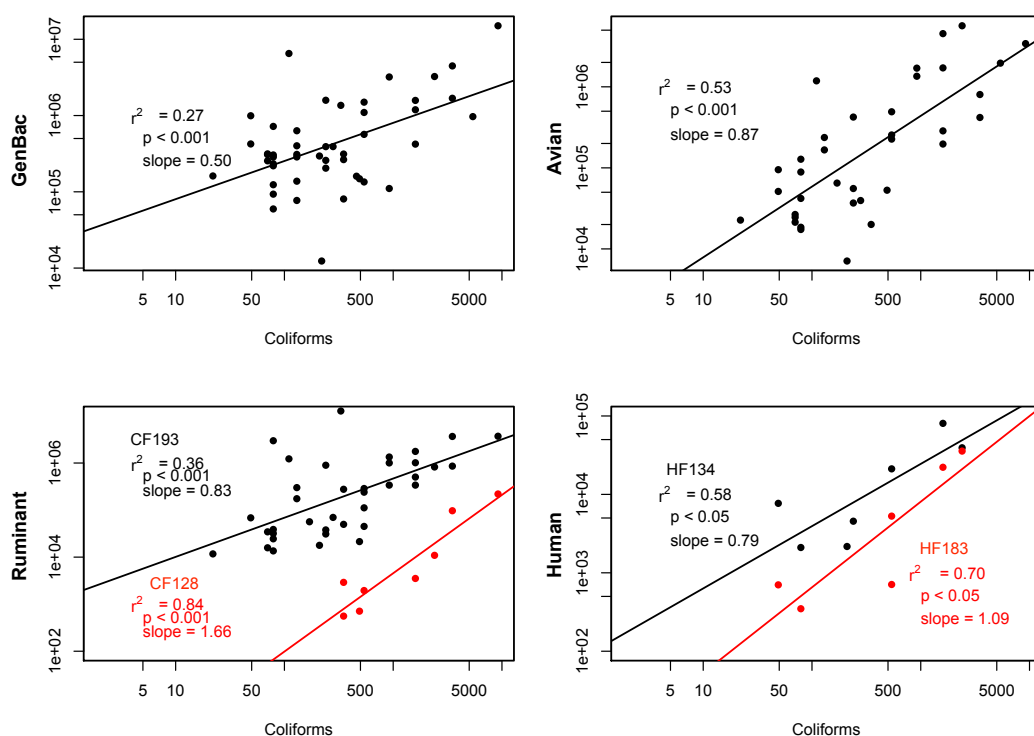 GenBac
1e+07
1e+06
1e+05
1e+04
r² = 0.27
p < 0.001
slope = 0.50
5 10 50 500 5000
Coliforms
Avian
1e+06
1e+05
1e+04
r² = 0.53
p < 0.001
slope = 0.87
5 10 50 500 5000
Coliforms
Ruminant
1e+06
1e+04
1e+02
CF193
r² = 0.36
p < 0.001
slope = 0.83
CF128
r² = 0.84
p < 0.001
slope = 1.66
5 10 50 500 5000
Coliforms
Human
1e+05
1e+04
1e+03
1e+02
HF134
r² = 0.58
p < 0.05
slope = 0.79
HF183
r² = 0.70
p < 0.05
slope = 1.09
5 10 50 500 5000
Coliforms